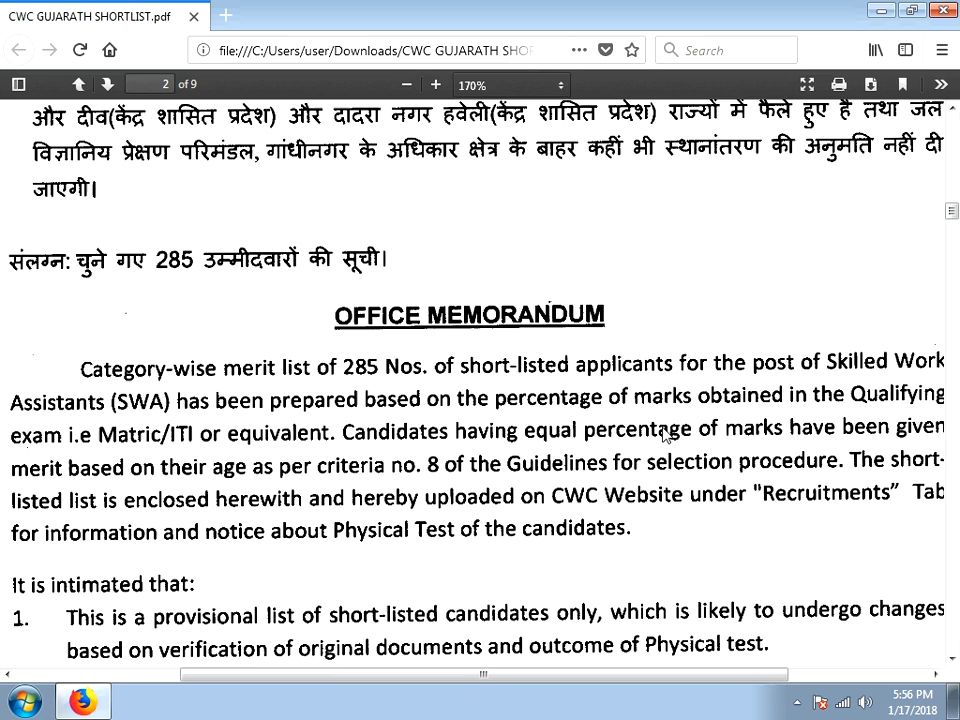 CWC GUJARATH SHORTLIST.pdf
file:///C:/Users/user/Downloads/CWC GUJARATH SHOR
Search
2 of 9
170%
और दीव(केंद्र शासित प्रदेश) और दादरा नगर हवेली(केंद्र शासित प्रदेश) राज्यों में फैले हुए है तथा जल
विज्ञानिय प्रेक्षण परिमंडल, गांधीनगर के अधिकार क्षेत्र के बाहर कहीं भी स्थानांतरण की अनुमति नहीं दी
जाएगी।
संलग्न: चुने गए 285 उम्मीदवारों की सूची।
OFFICE MEMORANDUM
Category-wise merit list of 285 Nos. of short-listed applicants for the post of Skilled Work
Assistants (SWA) has been prepared based on the percentage of marks obtained in the Qualifying
exam i.e Matric/ITI or equivalent. Candidates having equal percentage of marks have been given
merit based on their age as per criteria no. 8 of the Guidelines for selection procedure. The short-
listed list is enclosed herewith and hereby uploaded on CWC Website under "Recruitments” Tab
for information and notice about Physical Test of the candidates.
It is intimated that:
1. This is a provisional list of short-listed candidates only, which is likely to undergo changes
based on verification of original documents and outcome of Physical test.
5:56 PM
1/17/2018